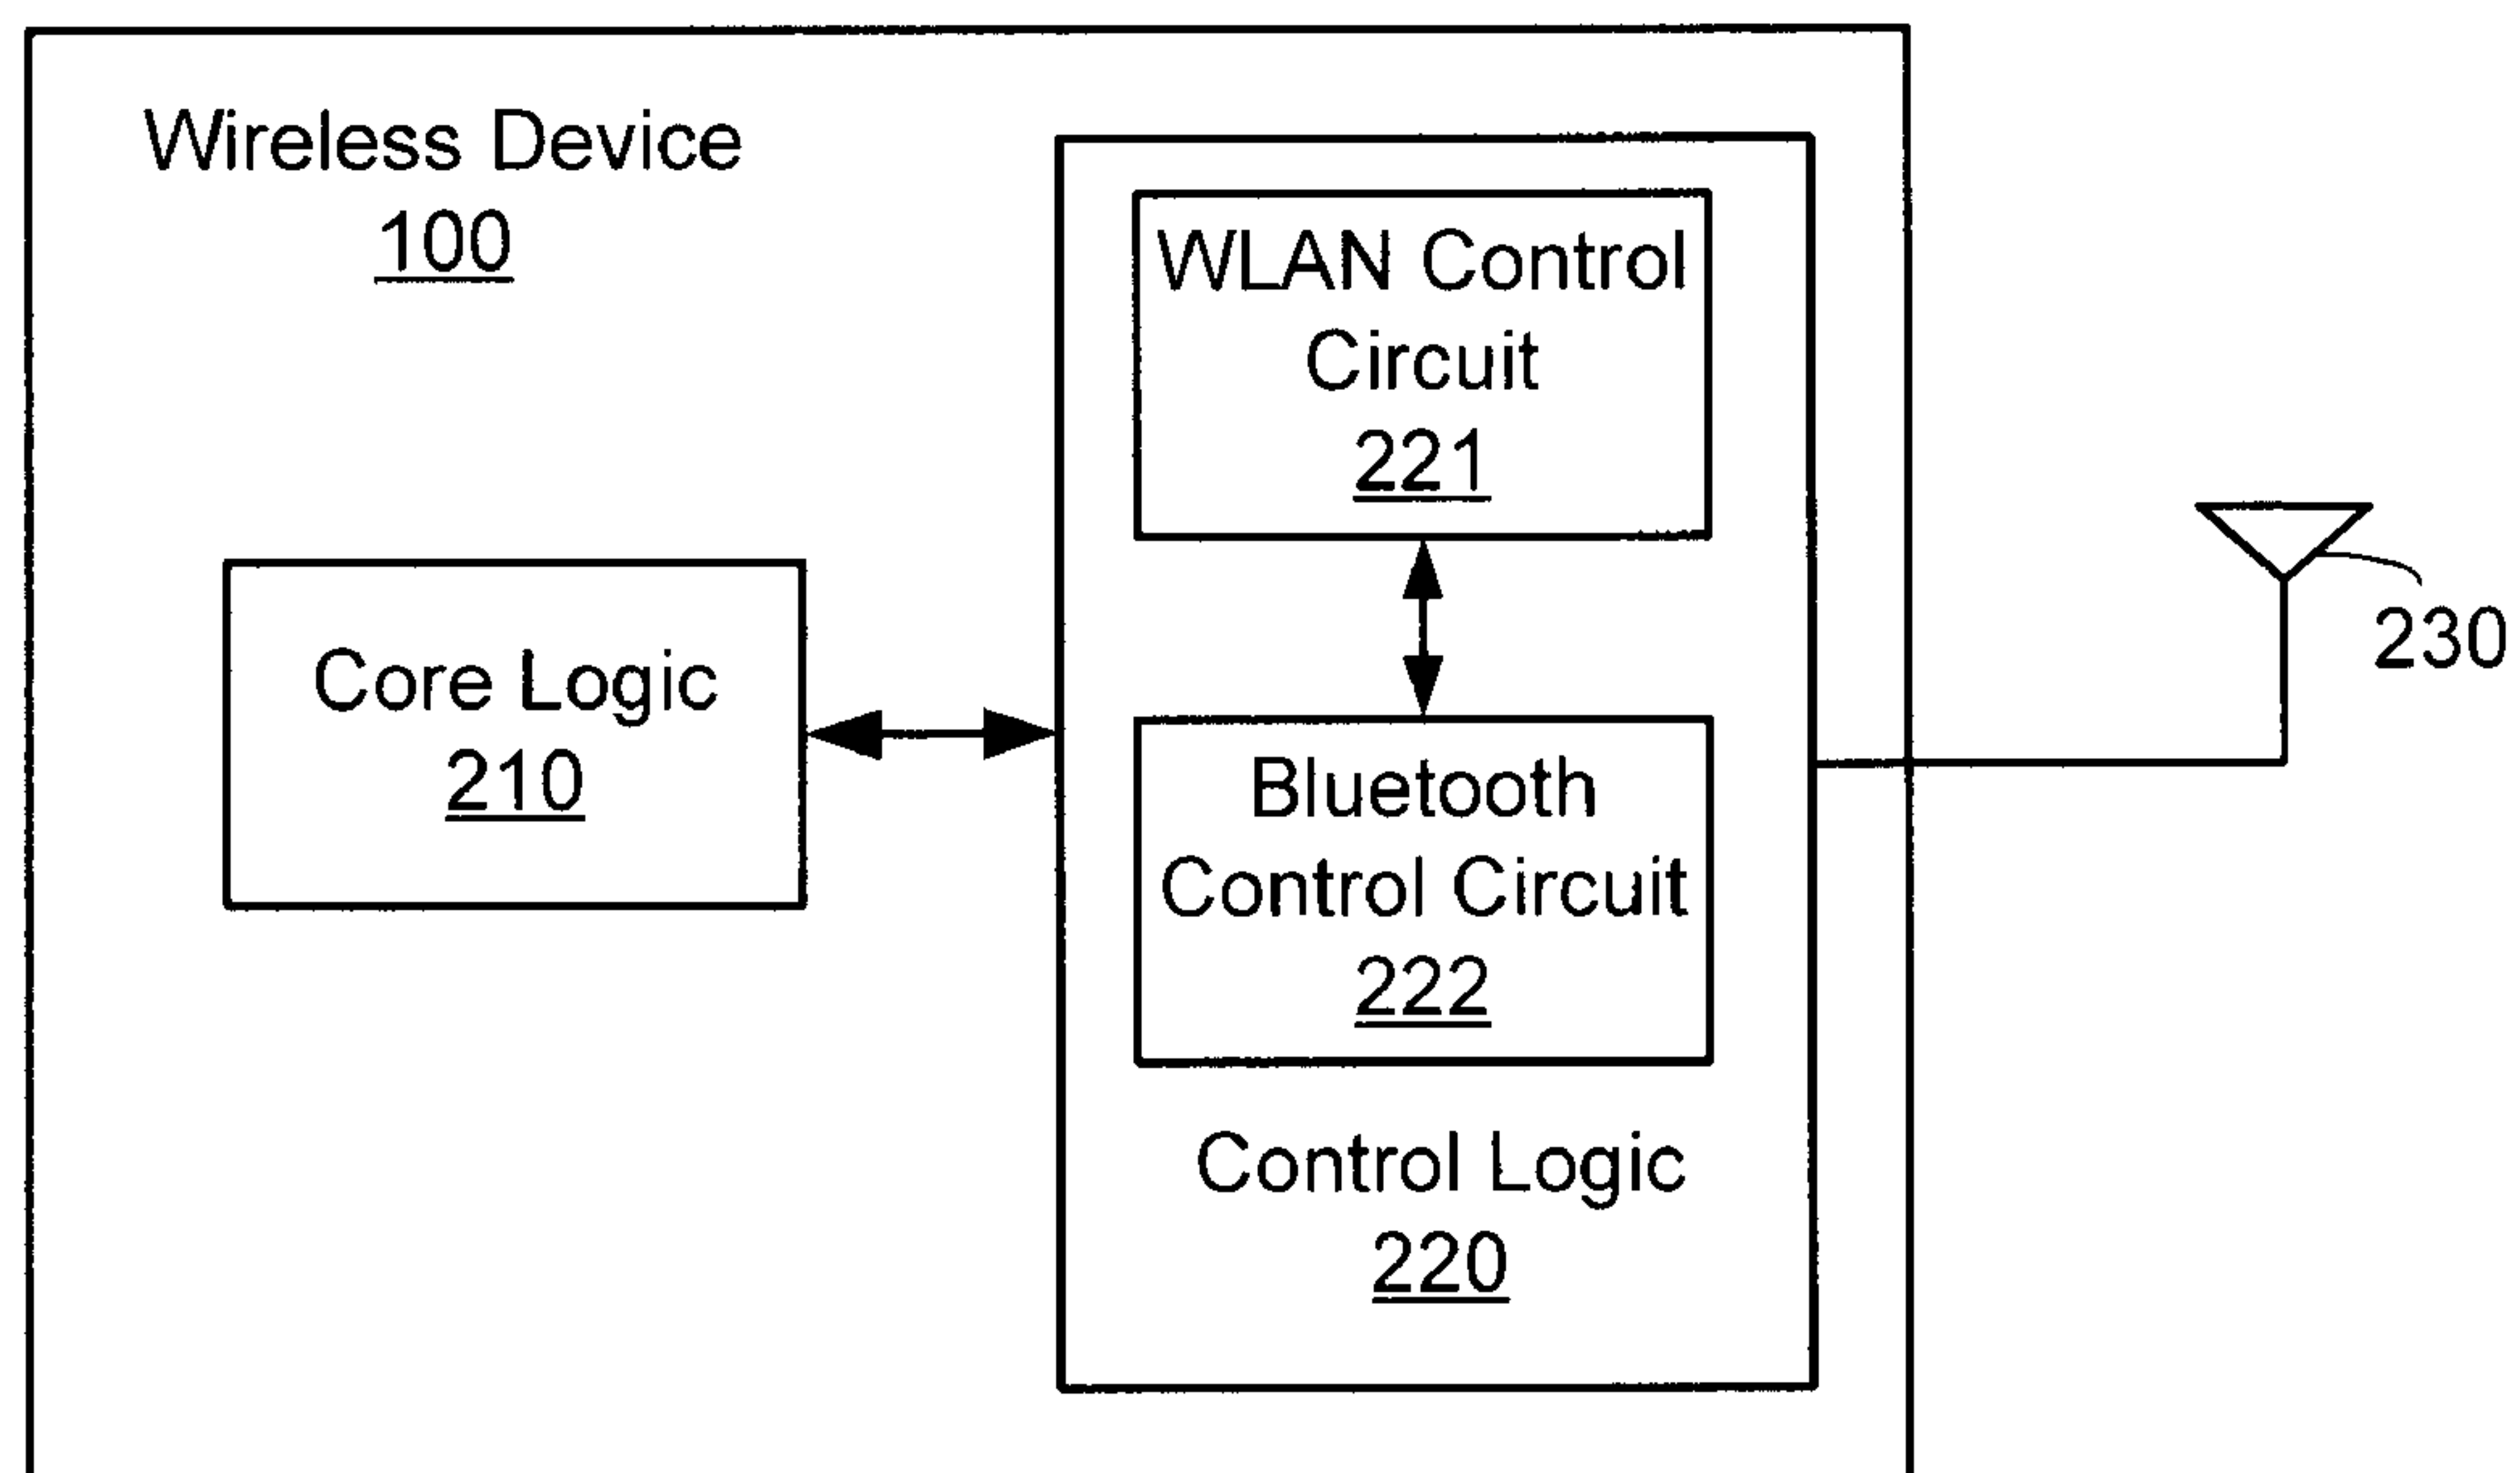 Wireless Device
100
WLAN Control
Circuit
221
Core Logic
210
Bluetooth
Control Circuit
222
Control Logic
220
230